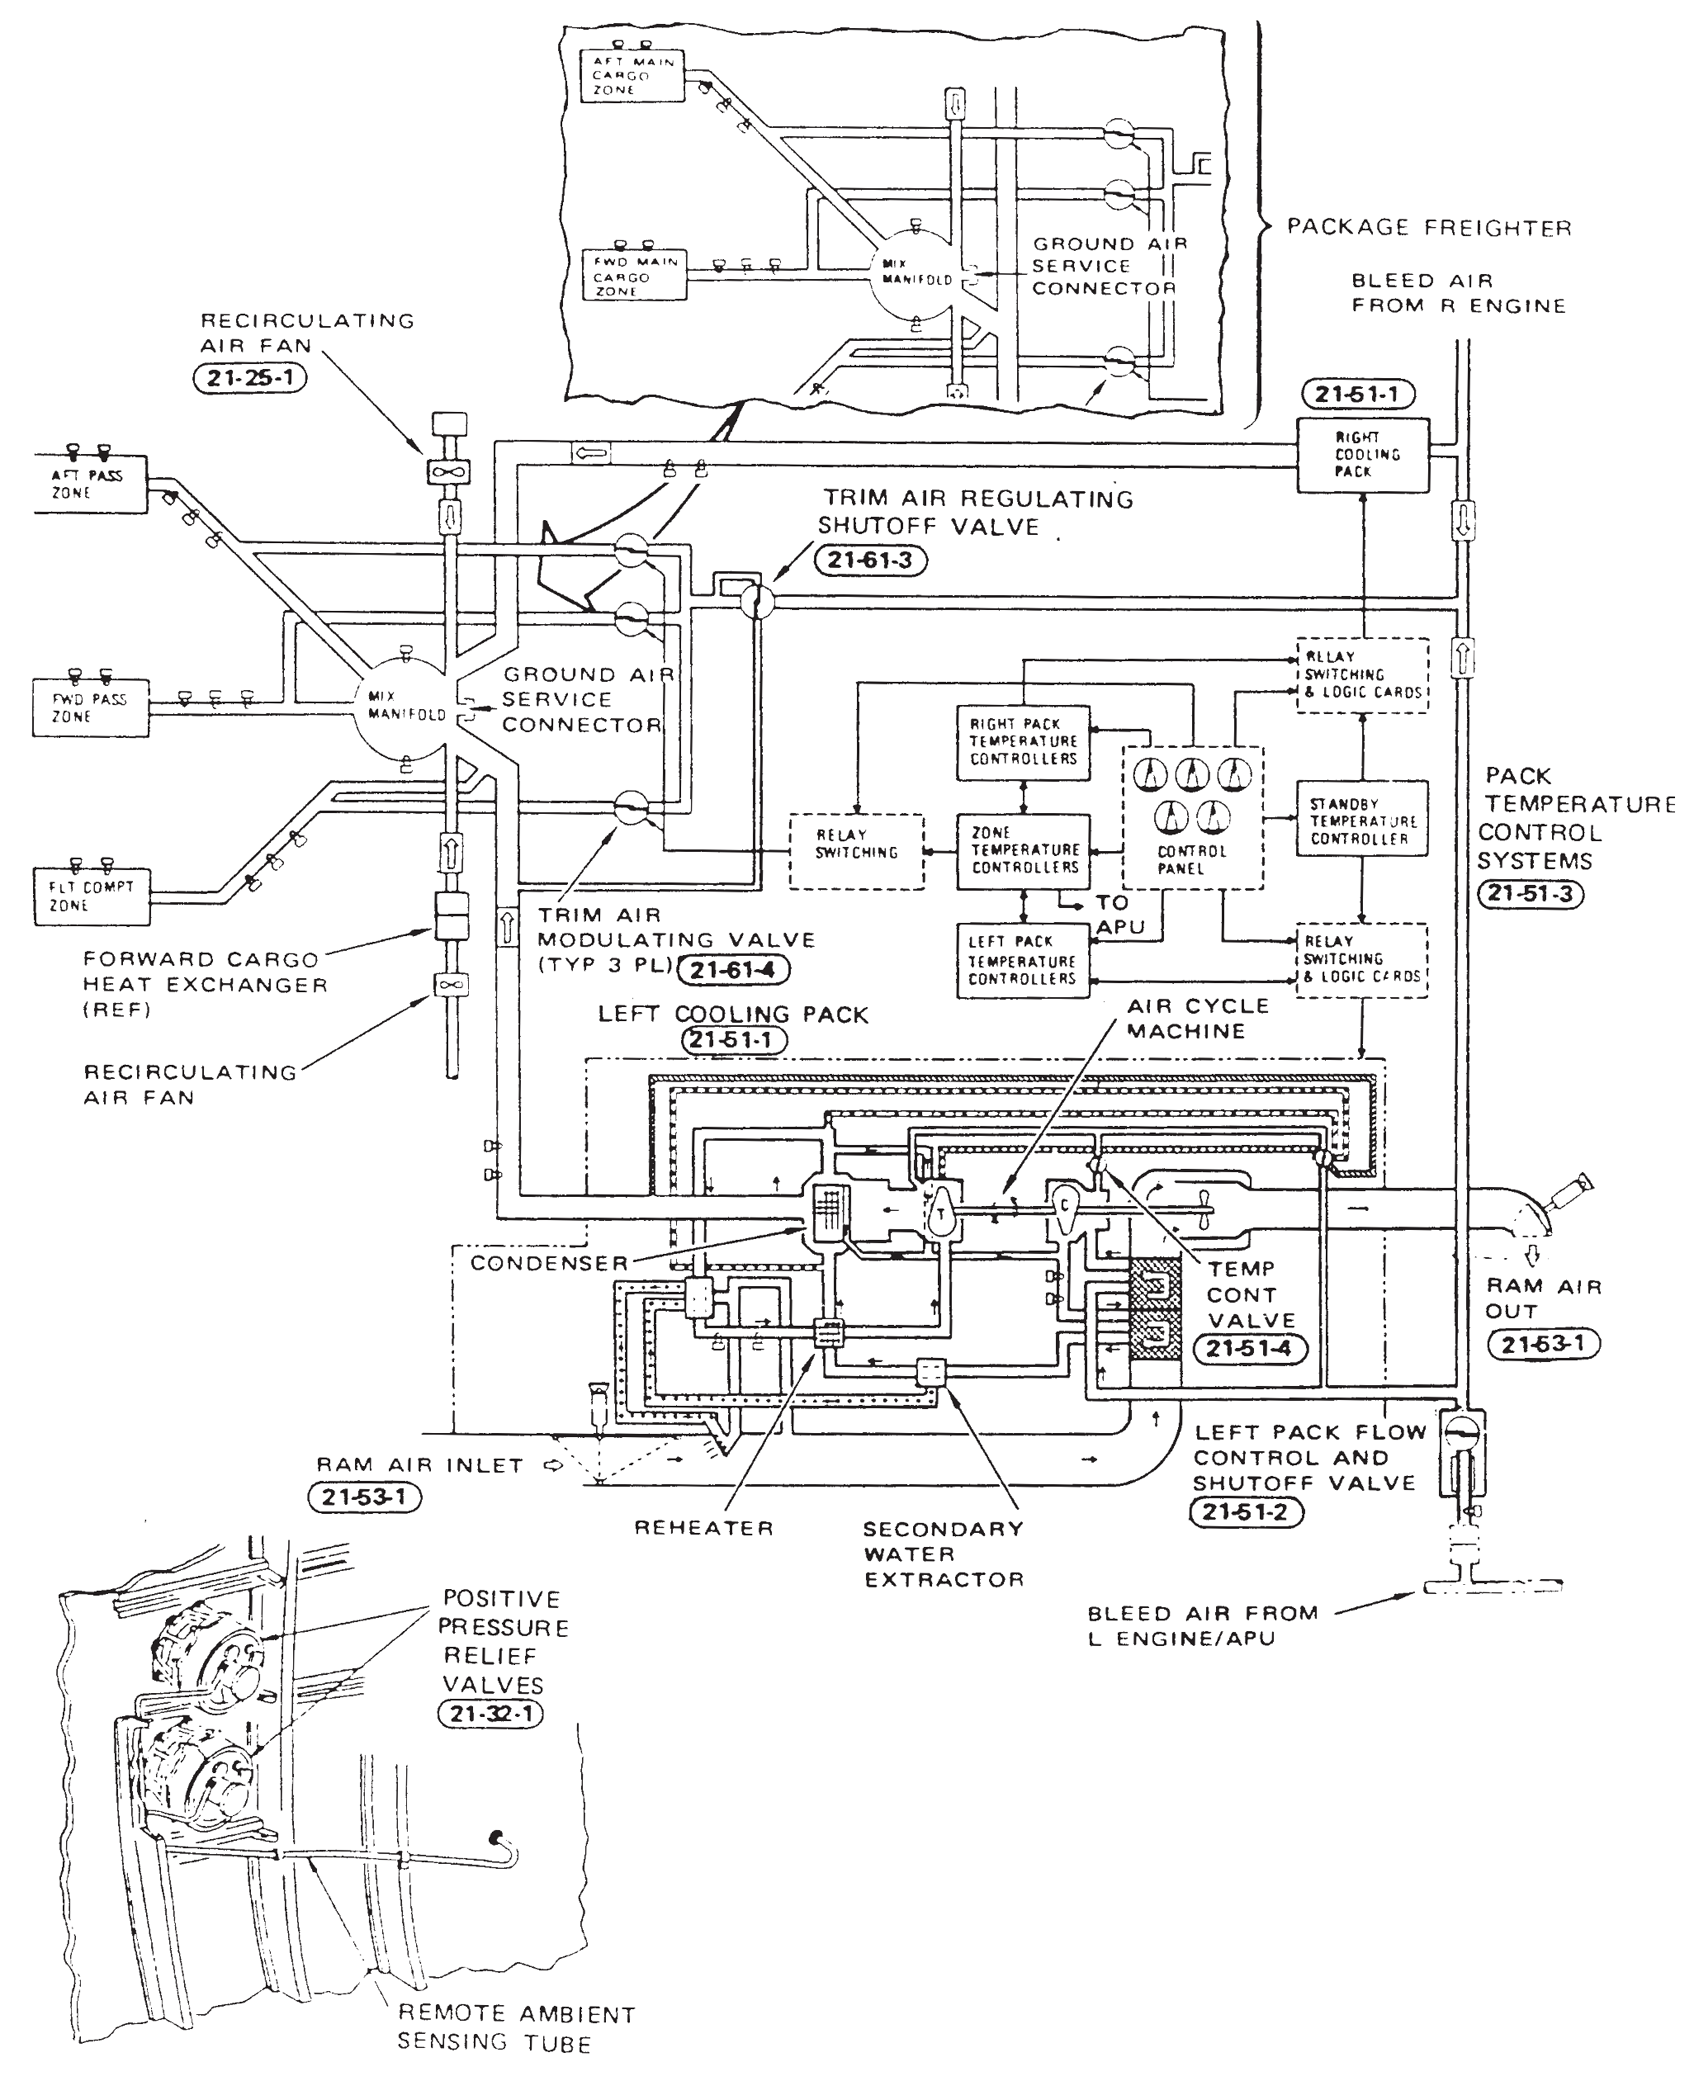 AFT MAIN
CARGO
ZONE
FWD MAIN
CARGO
ZONE
MIX
MANIFOLD
GROUND AIR
SERVICE
CONNECTOR
PACKAGE FREIGHTER
BLEED AIR
FROM R ENGINE
RECIRCULATING
AIR FAN
21-25-1
21-51-1
RIGHT
COOLING
PACK
AFT PASS
ZONE
TRIM AIR REGULATING
SHUTOFF VALVE
21-61-3
FWD PASS
ZONE
MIX
MANIFOLD
GROUND AIR
SERVICE
CONNECTOR
RELAY
SWITCHING
& LOGIC CARDS
RIGHT PACK
TEMPERATURE
CONTROLLERS
STANDBY
TEMPERATURE
CONTROLLER
PACK
TEMPERATURE
CONTROL
SYSTEMS
21-51-3
RELAY
SWITCHING
ZONE
TEMPERATURE
CONTROLLERS
CONTROL
PANEL
TO
APU
FLT COMPT
ZONE
TRIM AIR
MODULATING VALVE
(TYP 3 PL)
21-61-4
LEFT PACK
TEMPERATURE
CONTROLLERS
RELAY
SWITCHING
& LOGIC CARDS
FORWARD CARGO
HEAT EXCHANGER
(REF)
LEFT COOLING PACK
21-51-1
AIR CYCLE
MACHINE
RECIRCULATING
AIR FAN
T
C
CONDENSER
TEMP
CONT
VALVE
21-51-4
RAM AIR
OUT
21-53-1
RAM AIR INLET
21-53-1
LEFT PACK FLOW
CONTROL AND
SHUTOFF VALVE
21-51-2
REHEATER
SECONDARY
WATER
EXTRACTOR
BLEED AIR FROM
L ENGINE/APU
POSITIVE
PRESSURE
RELIEF
VALVES
21-32-1
REMOTE AMBIENT
SENSING TUBE